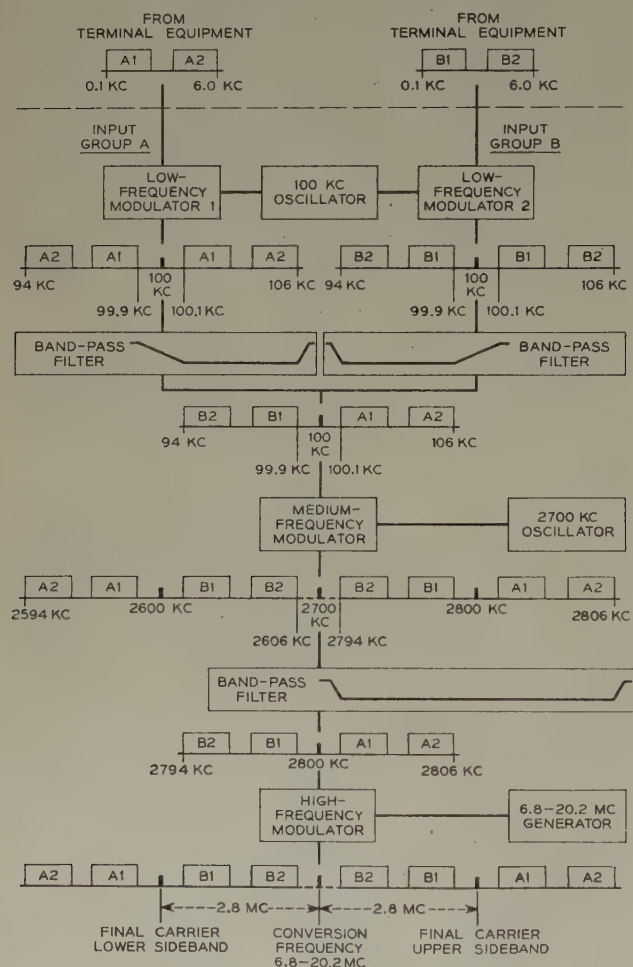 FROM
TERMINAL EQUIPMENT
FROM
TERMINAL EQUIPMENT
A1 A2
B1 B2
0.1 KC 6.0 KC
0.1 KC 6.0 KC
INPUT
GROUP A
INPUT
GROUP B
LOW-
FREQUENCY
MODULATOR 1
100 KC
OSCILLATOR
LOW-
FREQUENCY
MODULATOR 2
A2 A1 A1 A2
B2 B1 B1 B2
94 KC 100
KC 106 KC
94 KC 100
KC 106 KC
99.9 KC 100.1 KC
99.9 KC 100.1 KC
BAND-PASS
FILTER
BAND-PASS
FILTER
B2 B1 A1 A2
94 KC 100
KC 106 KC
99.9 KC 100.1 KC
MEDIUM-
FREQUENCY
MODULATOR
2700 KC
OSCILLATOR
A2 A1 B1 B2 B2 B1 A1 A2
2594 KC 2600 KC 2700
KC 2800 KC 2806 KC
2606 KC 2794 KC
BAND-PASS
FILTER
B2 B1 A1 A2
2794 KC 2800 KC 2806 KC
HIGH-
FREQUENCY
MODULATOR
6.8-20.2 MC
GENERATOR
A2 A1 B1 B2 B2 B1 A1 A2
2.8 MC 2.8 MC
FINAL CARRIER
LOWER SIDEBAND
CONVERSION
FREQUENCY
6.8-20.2 MC
FINAL CARRIER
UPPER SIDEBAND